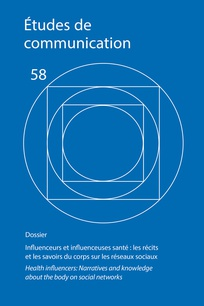 Études de
communication
58
Dossier
Influenceurs et influenceuses santé : les récits
et les savoirs du corps sur les réseaux sociaux
Health influencers: Narratives and knowledge
about the body on social networks